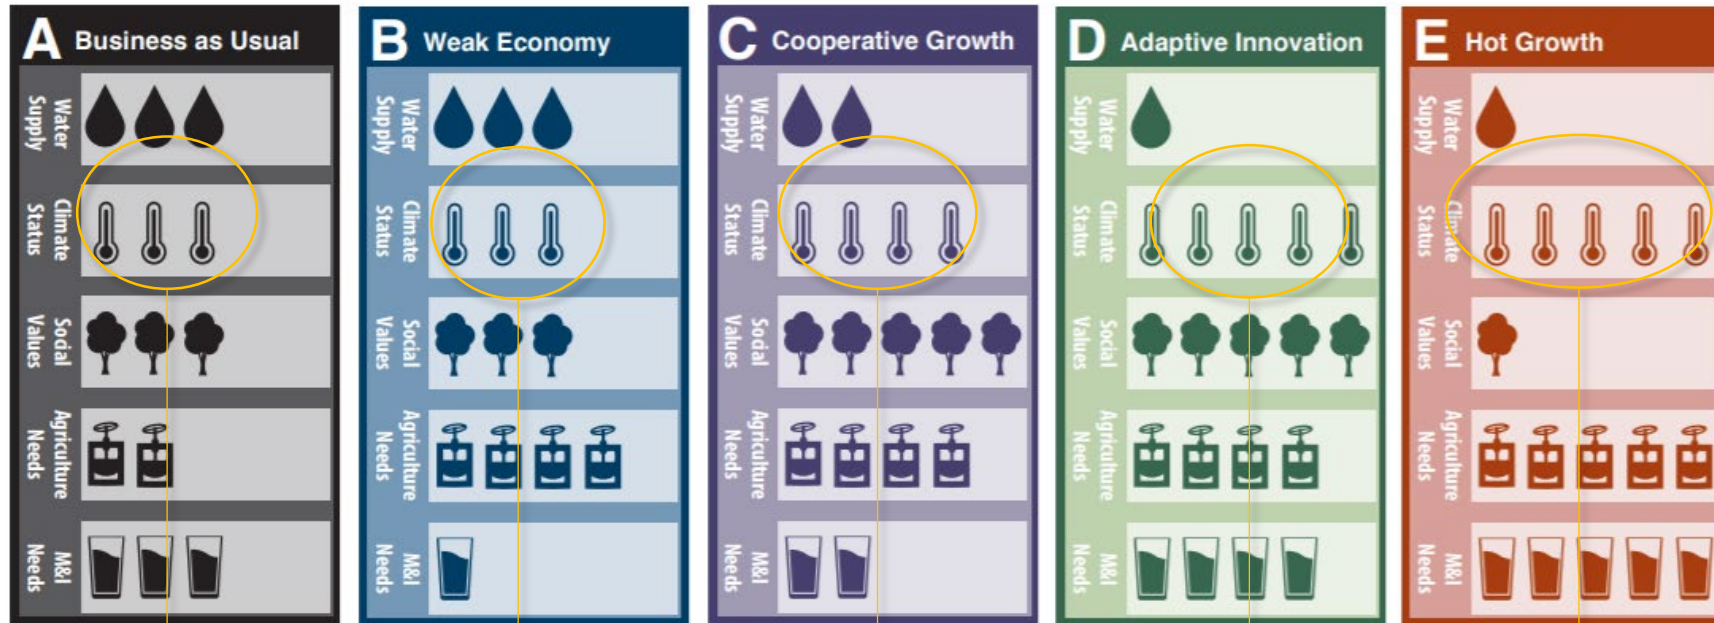 A Business as Usual
Water Supply
Climate Status
Social Values
Agriculture Needs
M&I Needs
B Weak Economy
Water Supply
Climate Status
Social Values
Agriculture Needs
M&I Needs
C Cooperative Growth
Water Supply
Climate Status
Social Values
Agriculture Needs
M&I Needs
D Adaptive Innovation
Water Supply
Climate Status
Social Values
Agriculture Needs
M&I Needs
E Hot Growth
Water Supply
Climate Status
Social Values
Agriculture Needs
M&I Needs